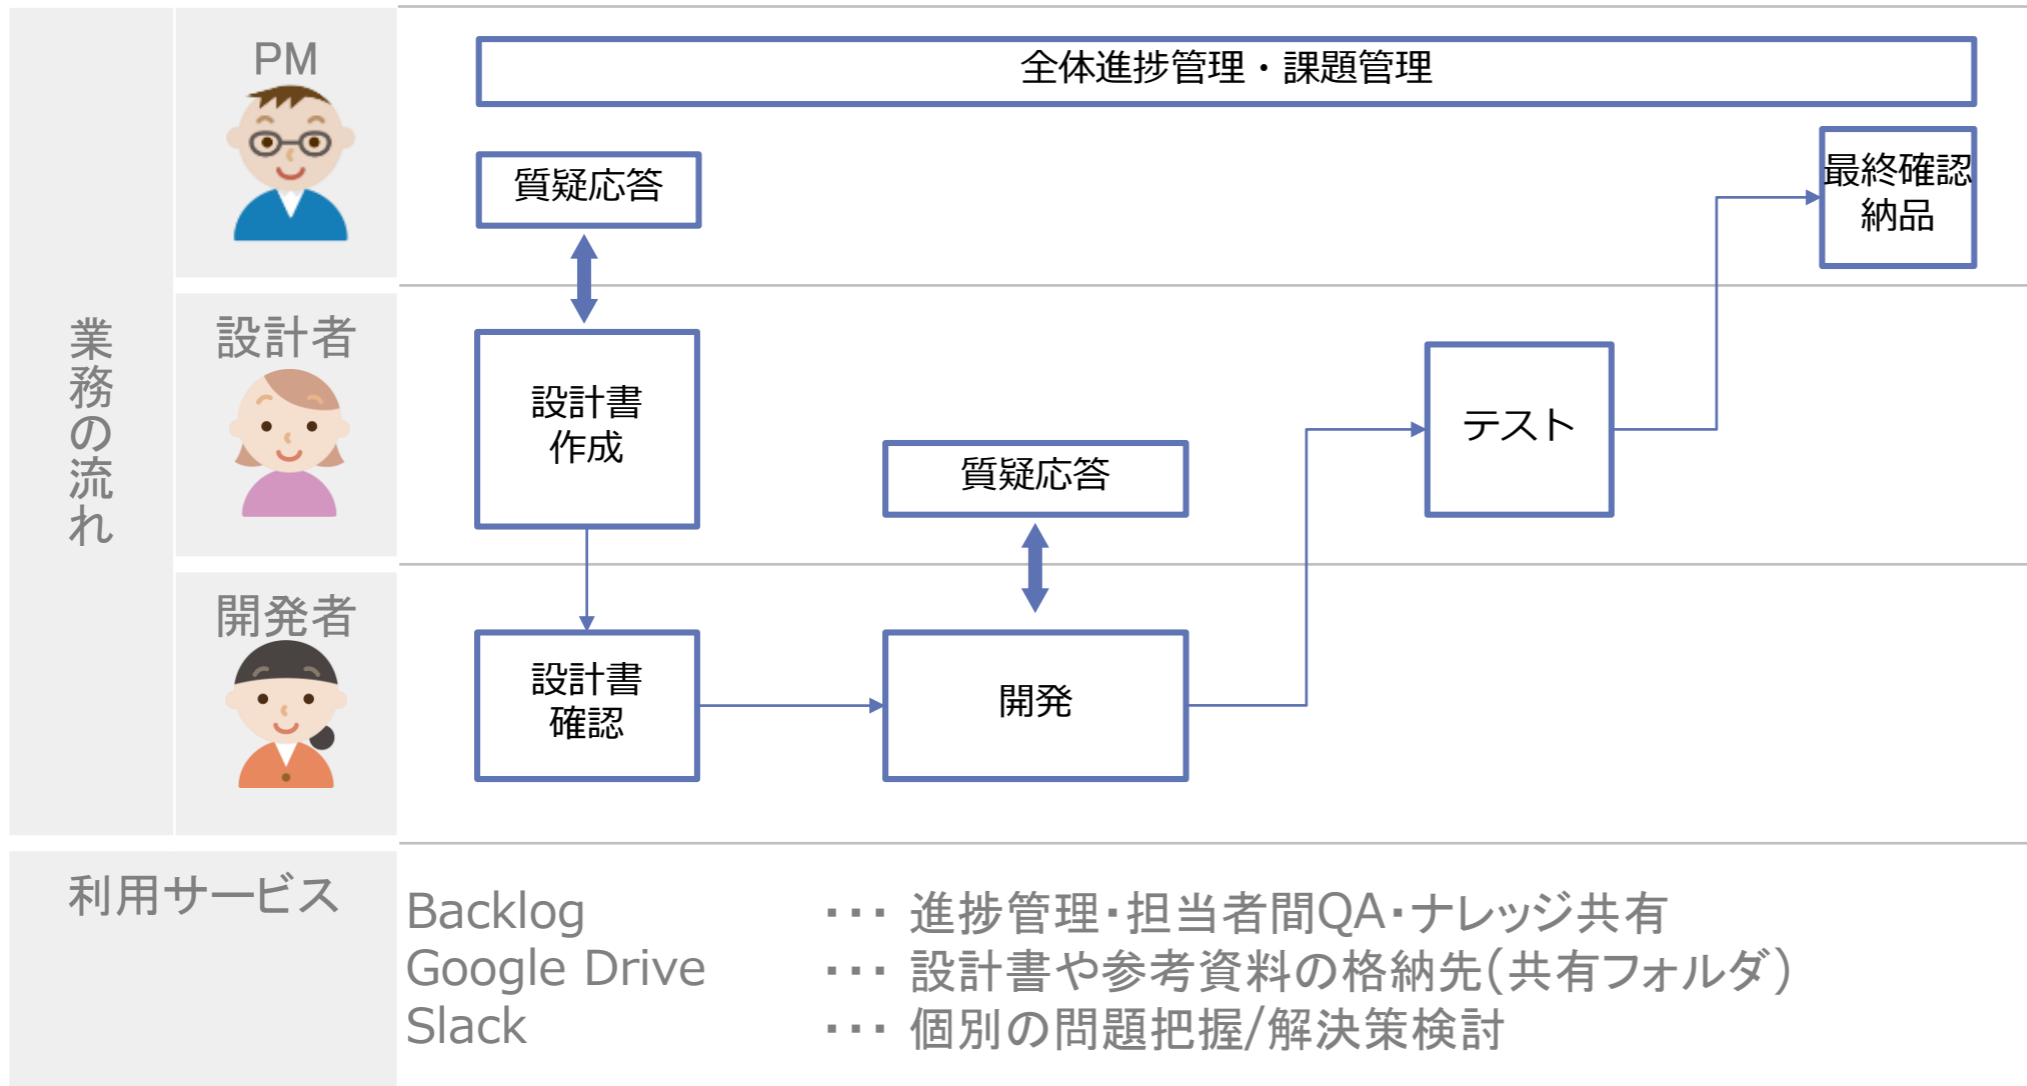 PM
全体進捗管理・課題管理
質疑応答
最終確認
納品
業務の流れ
設計者
設計書
作成
質疑応答
テスト
開発者
設計書
確認
開発
利用サービス
Backlog ・・・ 進捗管理・担当者間QA・ナレッジ共有
Google Drive ・・・ 設計書や参考資料の格納先(共有フォルダ)
Slack ・・・ 個別の問題把握/解決策検討